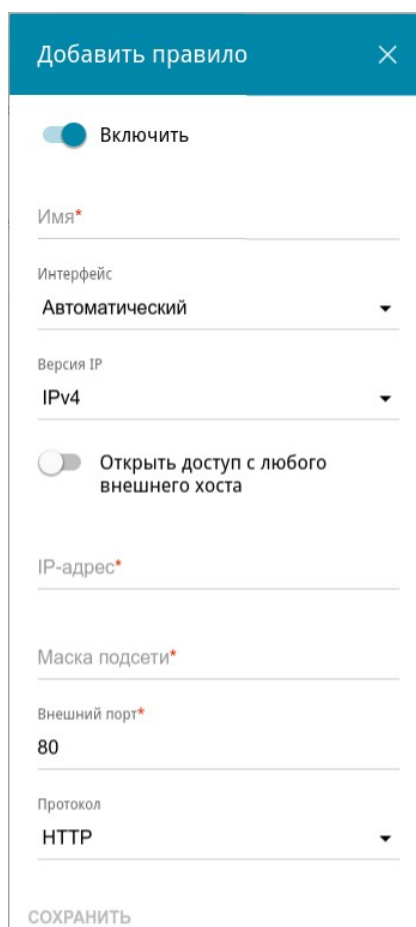 Добавить правило
Включить
Имя*
Интерфейс
Автоматический
Версия IP
IPv4
Открыть доступ с любого
внешнего хоста
IP-адрес*
Маска подсети*
Внешний порт*
80
Протокол
HTTP
СОХРАНИТЬ